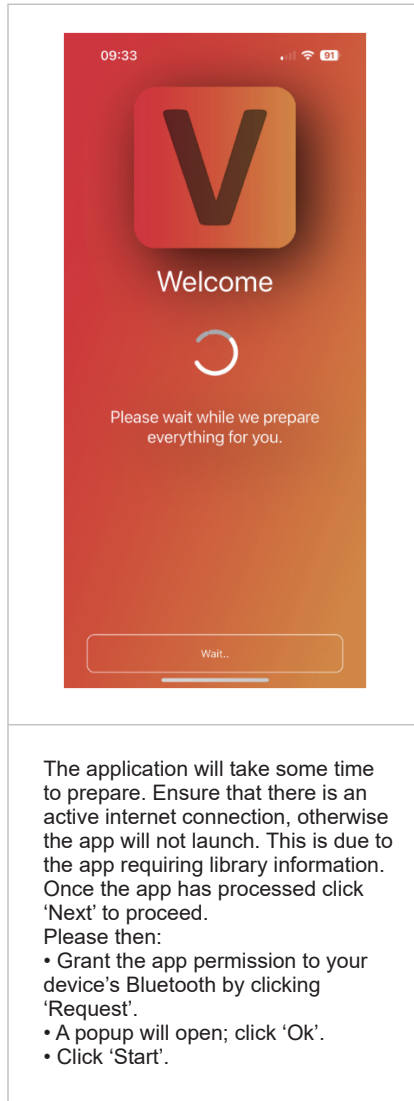 09:33
91
V
Welcome
Please wait while we prepare
everything for you.
Wait..
The application will take some time
to prepare. Ensure that there is an
active internet connection, otherwise
the app will not launch. This is due to
the app requiring library information.
Once the app has processed click
‘Next’ to proceed.
Please then:
• Grant the app permission to your
device’s Bluetooth by clicking
‘Request’.
• A popup will open; click ‘Ok’.
• Click ‘Start’.